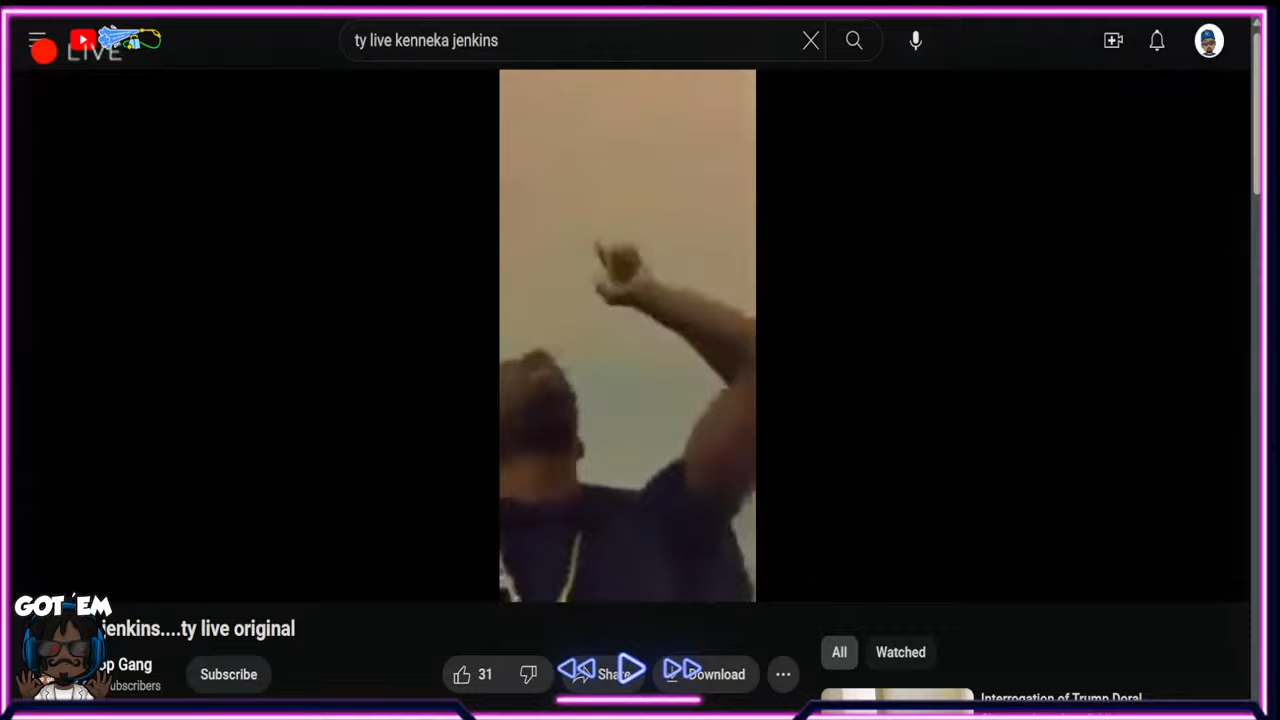 LIVE
ty live kenneka jenkins
GOT 'EM
jenkins....ty live original
op Gang
ubscribers
Subscribe
31
Share
Download
All
Watched
Interrogation of Trump Doral